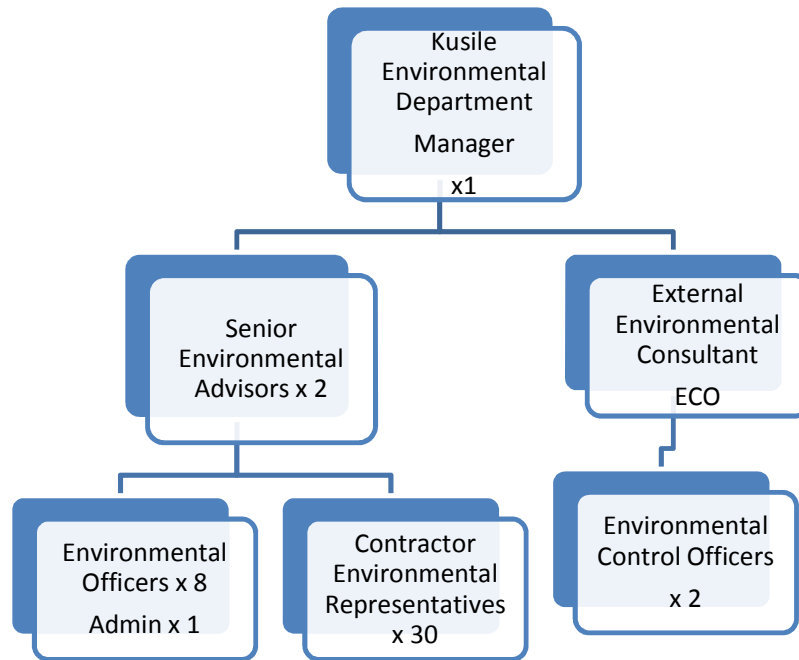 Kusile
Environmental
Department
Manager
x1
Senior
Environmental
Advisors x 2
External
Environmental
Consultant
ECO
Environmental
Officers x 8
Admin x 1
Contractor
Environmental
Representatives
x 30
Environmental
Control Officers
x 2